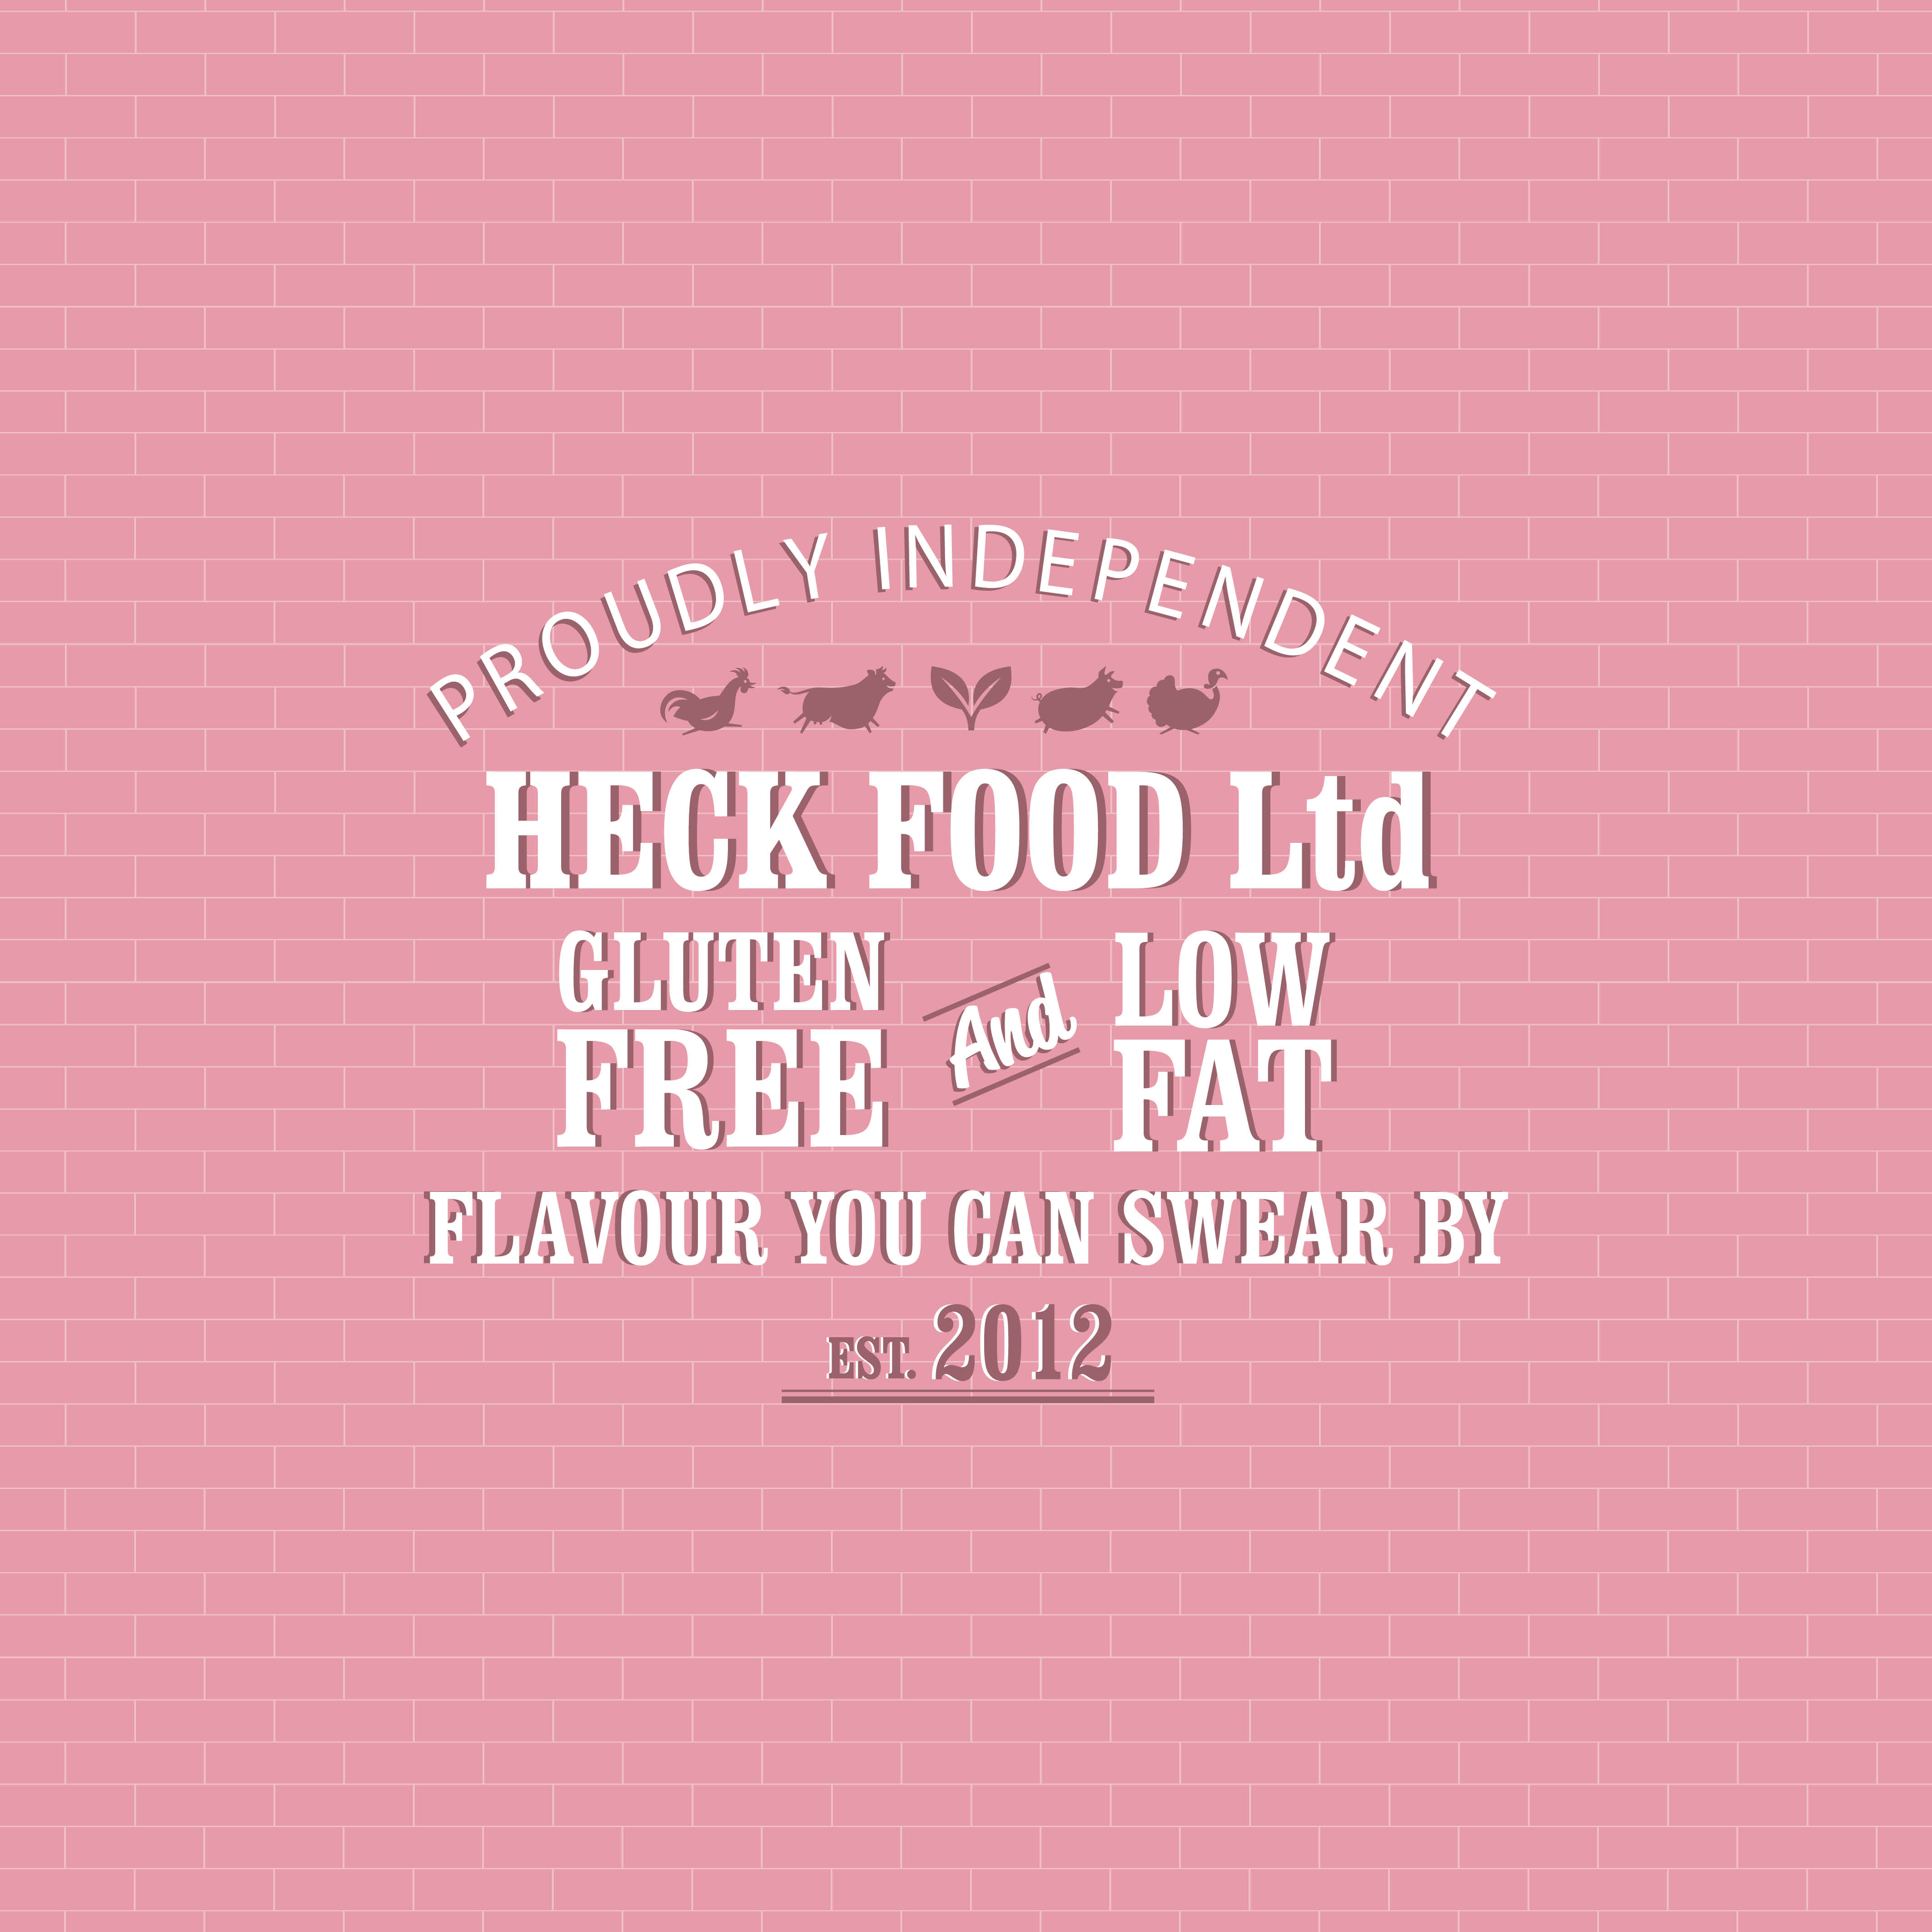 PROUDLY INDEPENDENT
HECK FOOD Ltd
GLUTEN
FREE
And
LOW
FAT
FLAVOUR YOU CAN SWEAR BY
EST. 2012